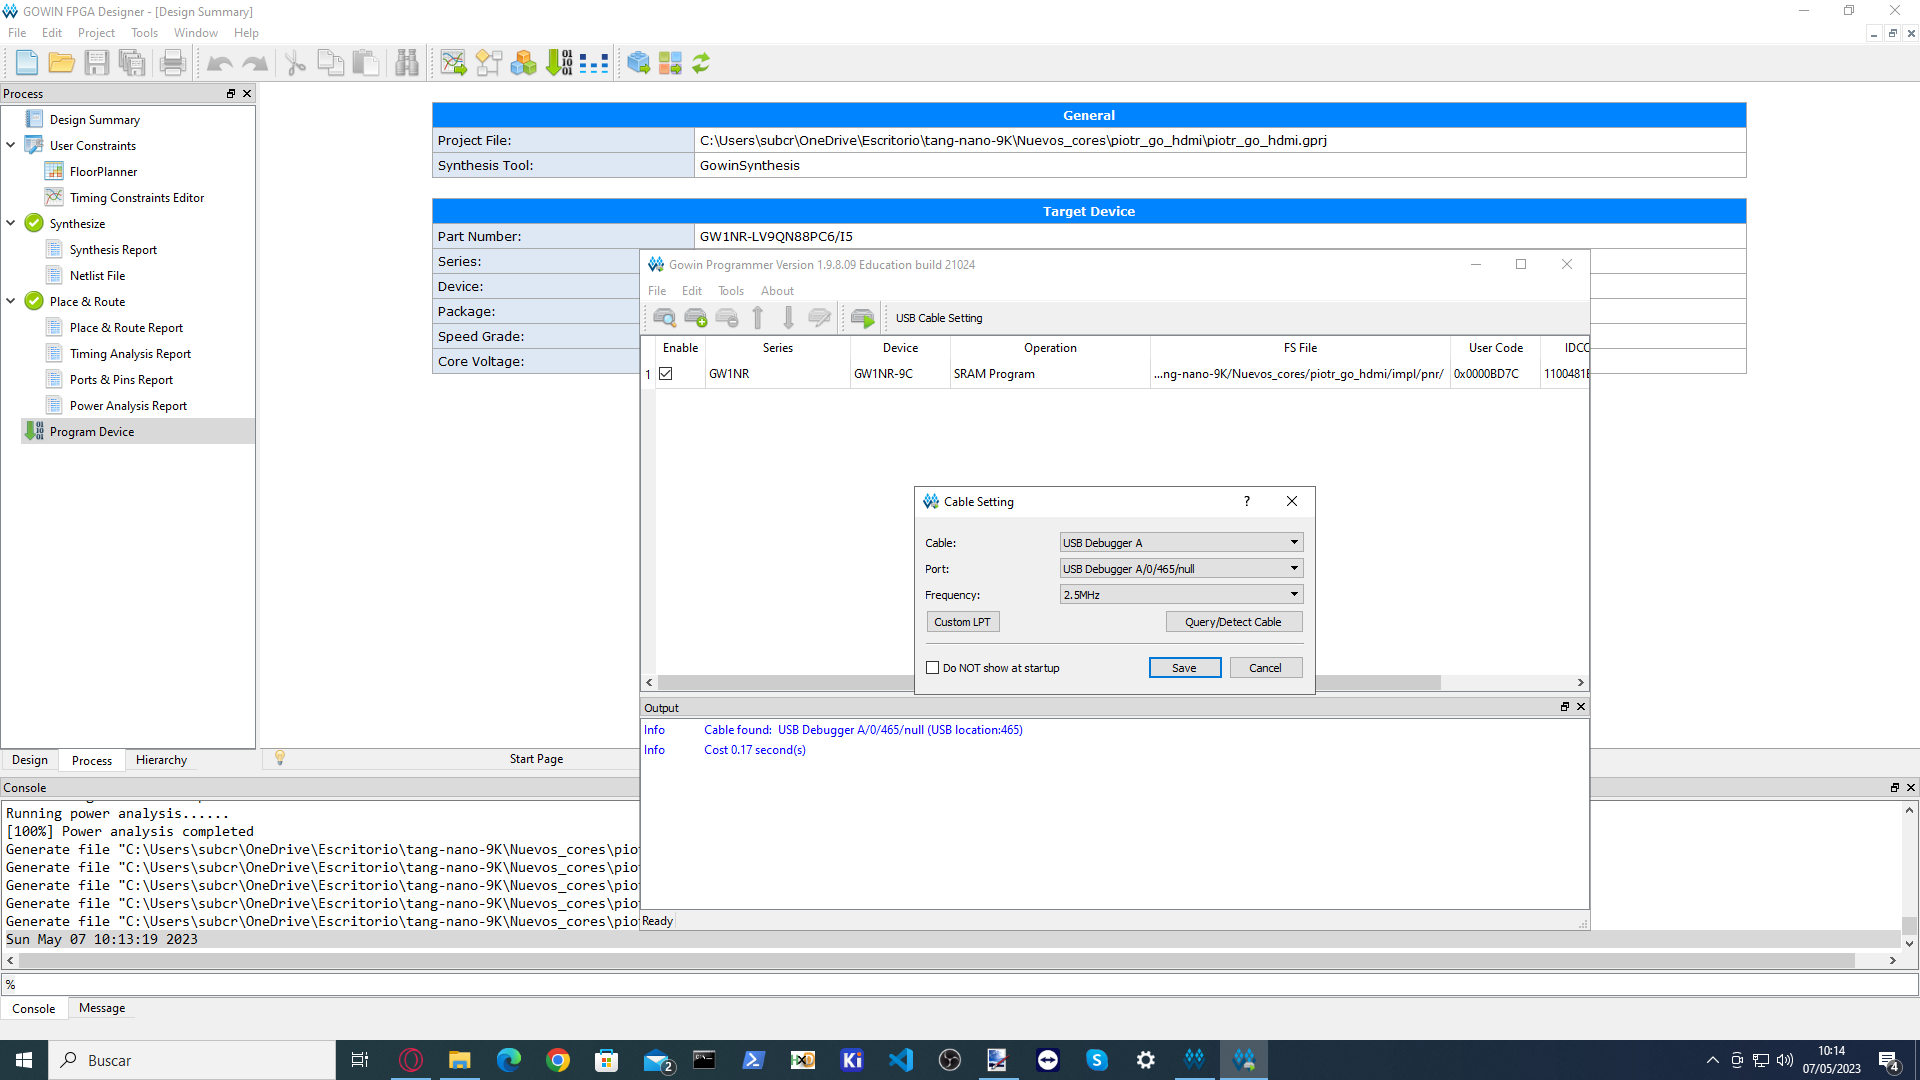 GOWIN FPGA Designer - [Design Summary]
File Edit Project Tools Window Help
Process
Design Summary
User Constraints
FloorPlanner
Timing Constraints Editor
Synthesize
Synthesis Report
Netlist File
Place & Route
Place & Route Report
Timing Analysis Report
Ports & Pins Report
Power Analysis Report
Program Device
Design Process Hierarchy
General
Project File: C:\Users\subcr\OneDrive\Escritorio\tang-nano-9K\Nuevos_cores\piotr_go_hdmi\piotr_go_hdmi.gprj
Synthesis Tool: GowinSynthesis
Target Device
Part Number: GW1NR-LV9QN88PC6/I5
Series:
Device:
Package:
Speed Grade:
Core Voltage:
Start Page
Gowin Programmer Version 1.9.8.09 Education build 21024
File Edit Tools About
USB Cable Setting
Enable Series Device Operation FS File User Code IDCC
1 GW1NR GW1NR-9C SRAM Program ...ng-nano-9K/Nuevos_cores/piotr_go_hdmi/impl/pnr/ 0x0000BD7C 1100481B
Cable Setting
Cable: USB Debugger A
Port: USB Debugger A/0/465/null
Frequency: 2.5MHz
Custom LPT Query/Detect Cable
Do NOT show at startup Save Cancel
Output
Info Cable found: USB Debugger A/0/465/null (USB location:465)
Info Cost 0.17 second(s)
Ready
Console
Running power analysis......
[100%] Power analysis completed
Generate file "C:\Users\subcr\OneDrive\Escritorio\tang-nano-9K\Nuevos_cores\pio
Generate file "C:\Users\subcr\OneDrive\Escritorio\tang-nano-9K\Nuevos_cores\pio
Generate file "C:\Users\subcr\OneDrive\Escritorio\tang-nano-9K\Nuevos_cores\pio
Generate file "C:\Users\subcr\OneDrive\Escritorio\tang-nano-9K\Nuevos_cores\pio
Generate file "C:\Users\subcr\OneDrive\Escritorio\tang-nano-9K\Nuevos_cores\pio
Sun May 07 10:13:19 2023
%
Console Message
Buscar
2
Ki
10:14
07/05/2023
4